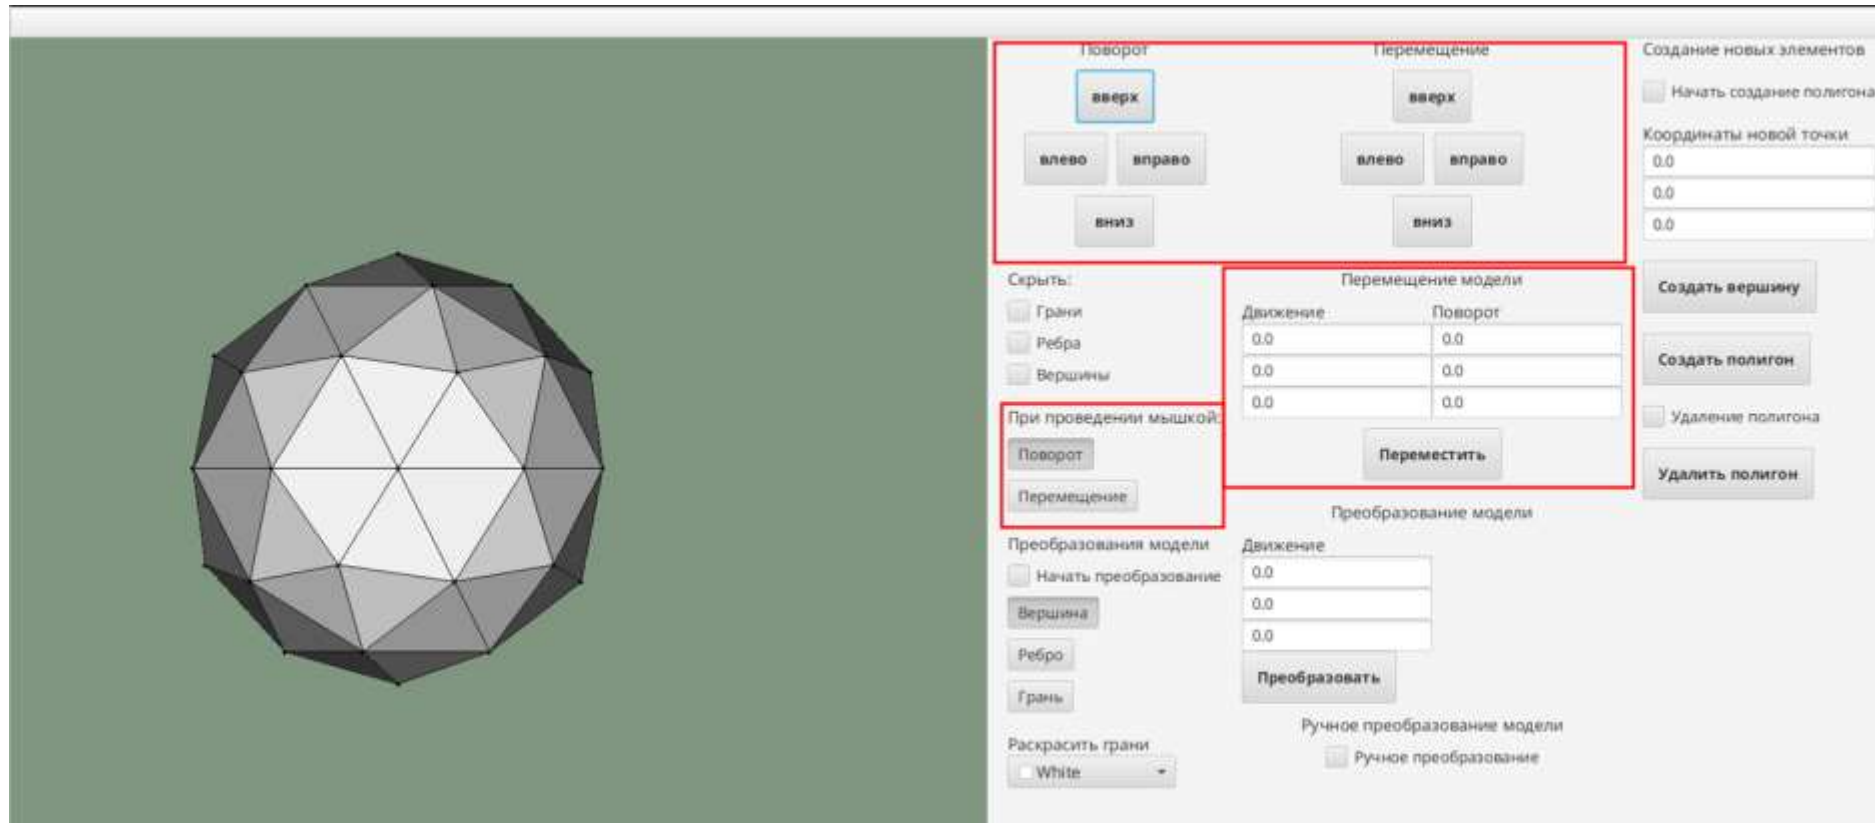 Поворот
Перемещение
вверх
вверх
влево
вправо
влево
вправо
вниз
вниз
Создание новых элементов
Начать создание полигона
Координаты новой точки
0.0
0.0
0.0
Создать вершину
Создать полигон
Удаление полигона
Удалить полигон
Скрыть:
Грани
Ребра
Вершины
Перемещение модели
Движение
Поворот
0.0
0.0
0.0
0.0
0.0
0.0
Переместить
При проведении мышкой:
Поворот
Перемещение
Преобразования модели
Начать преобразование
Вершина
Ребро
Грань
Раскрасить грани
White
Преобразование модели
Движение
0.0
0.0
0.0
Преобразовать
Ручное преобразование модели
Ручное преобразование